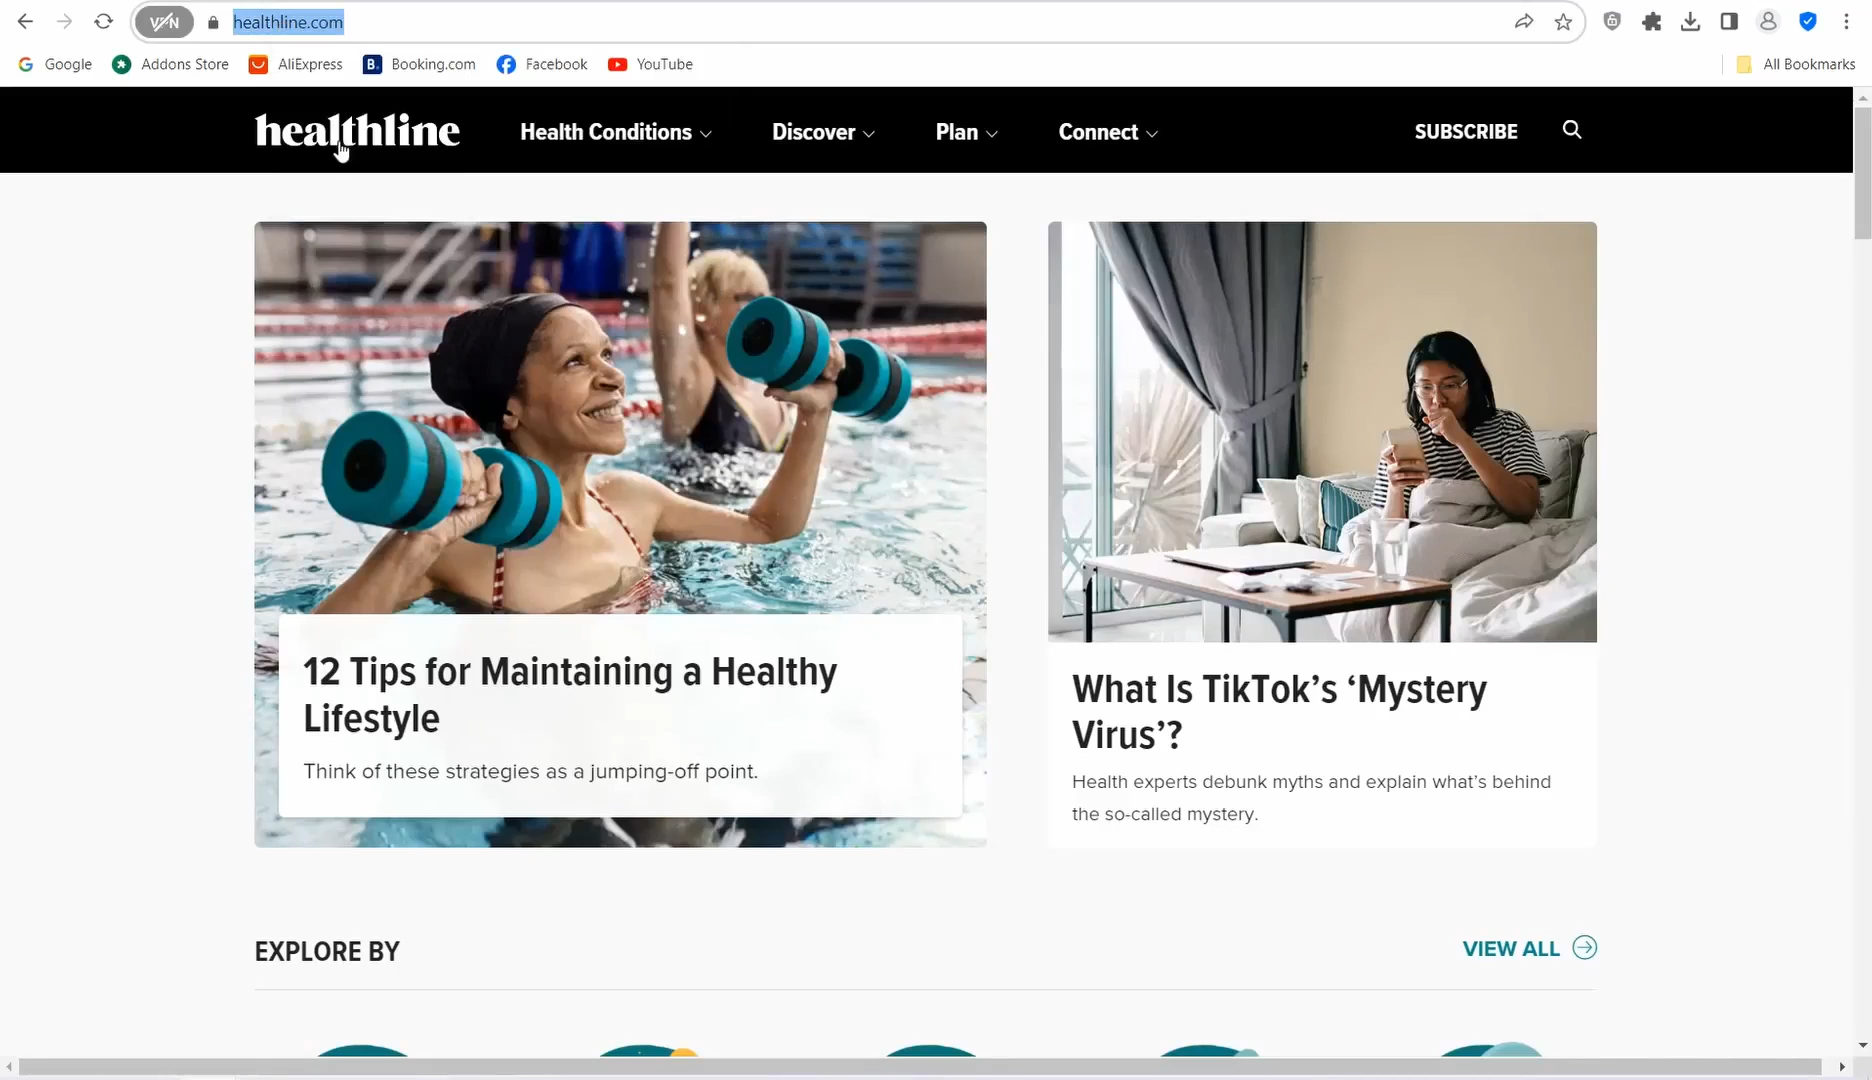 VPN
healthline.com
Google
Addons Store
AliExpress
B.
Booking.com
Facebook
YouTube
All Bookmarks
healthline
Health Conditions
Discover
Plan
Connect
SUBSCRIBE
12 Tips for Maintaining a Healthy
Lifestyle
Think of these strategies as a jumping-off point.
What Is TikTok’s ‘Mystery
Virus’?
Health experts debunk myths and explain what’s behind
the so-called mystery.
EXPLORE BY
VIEW ALL